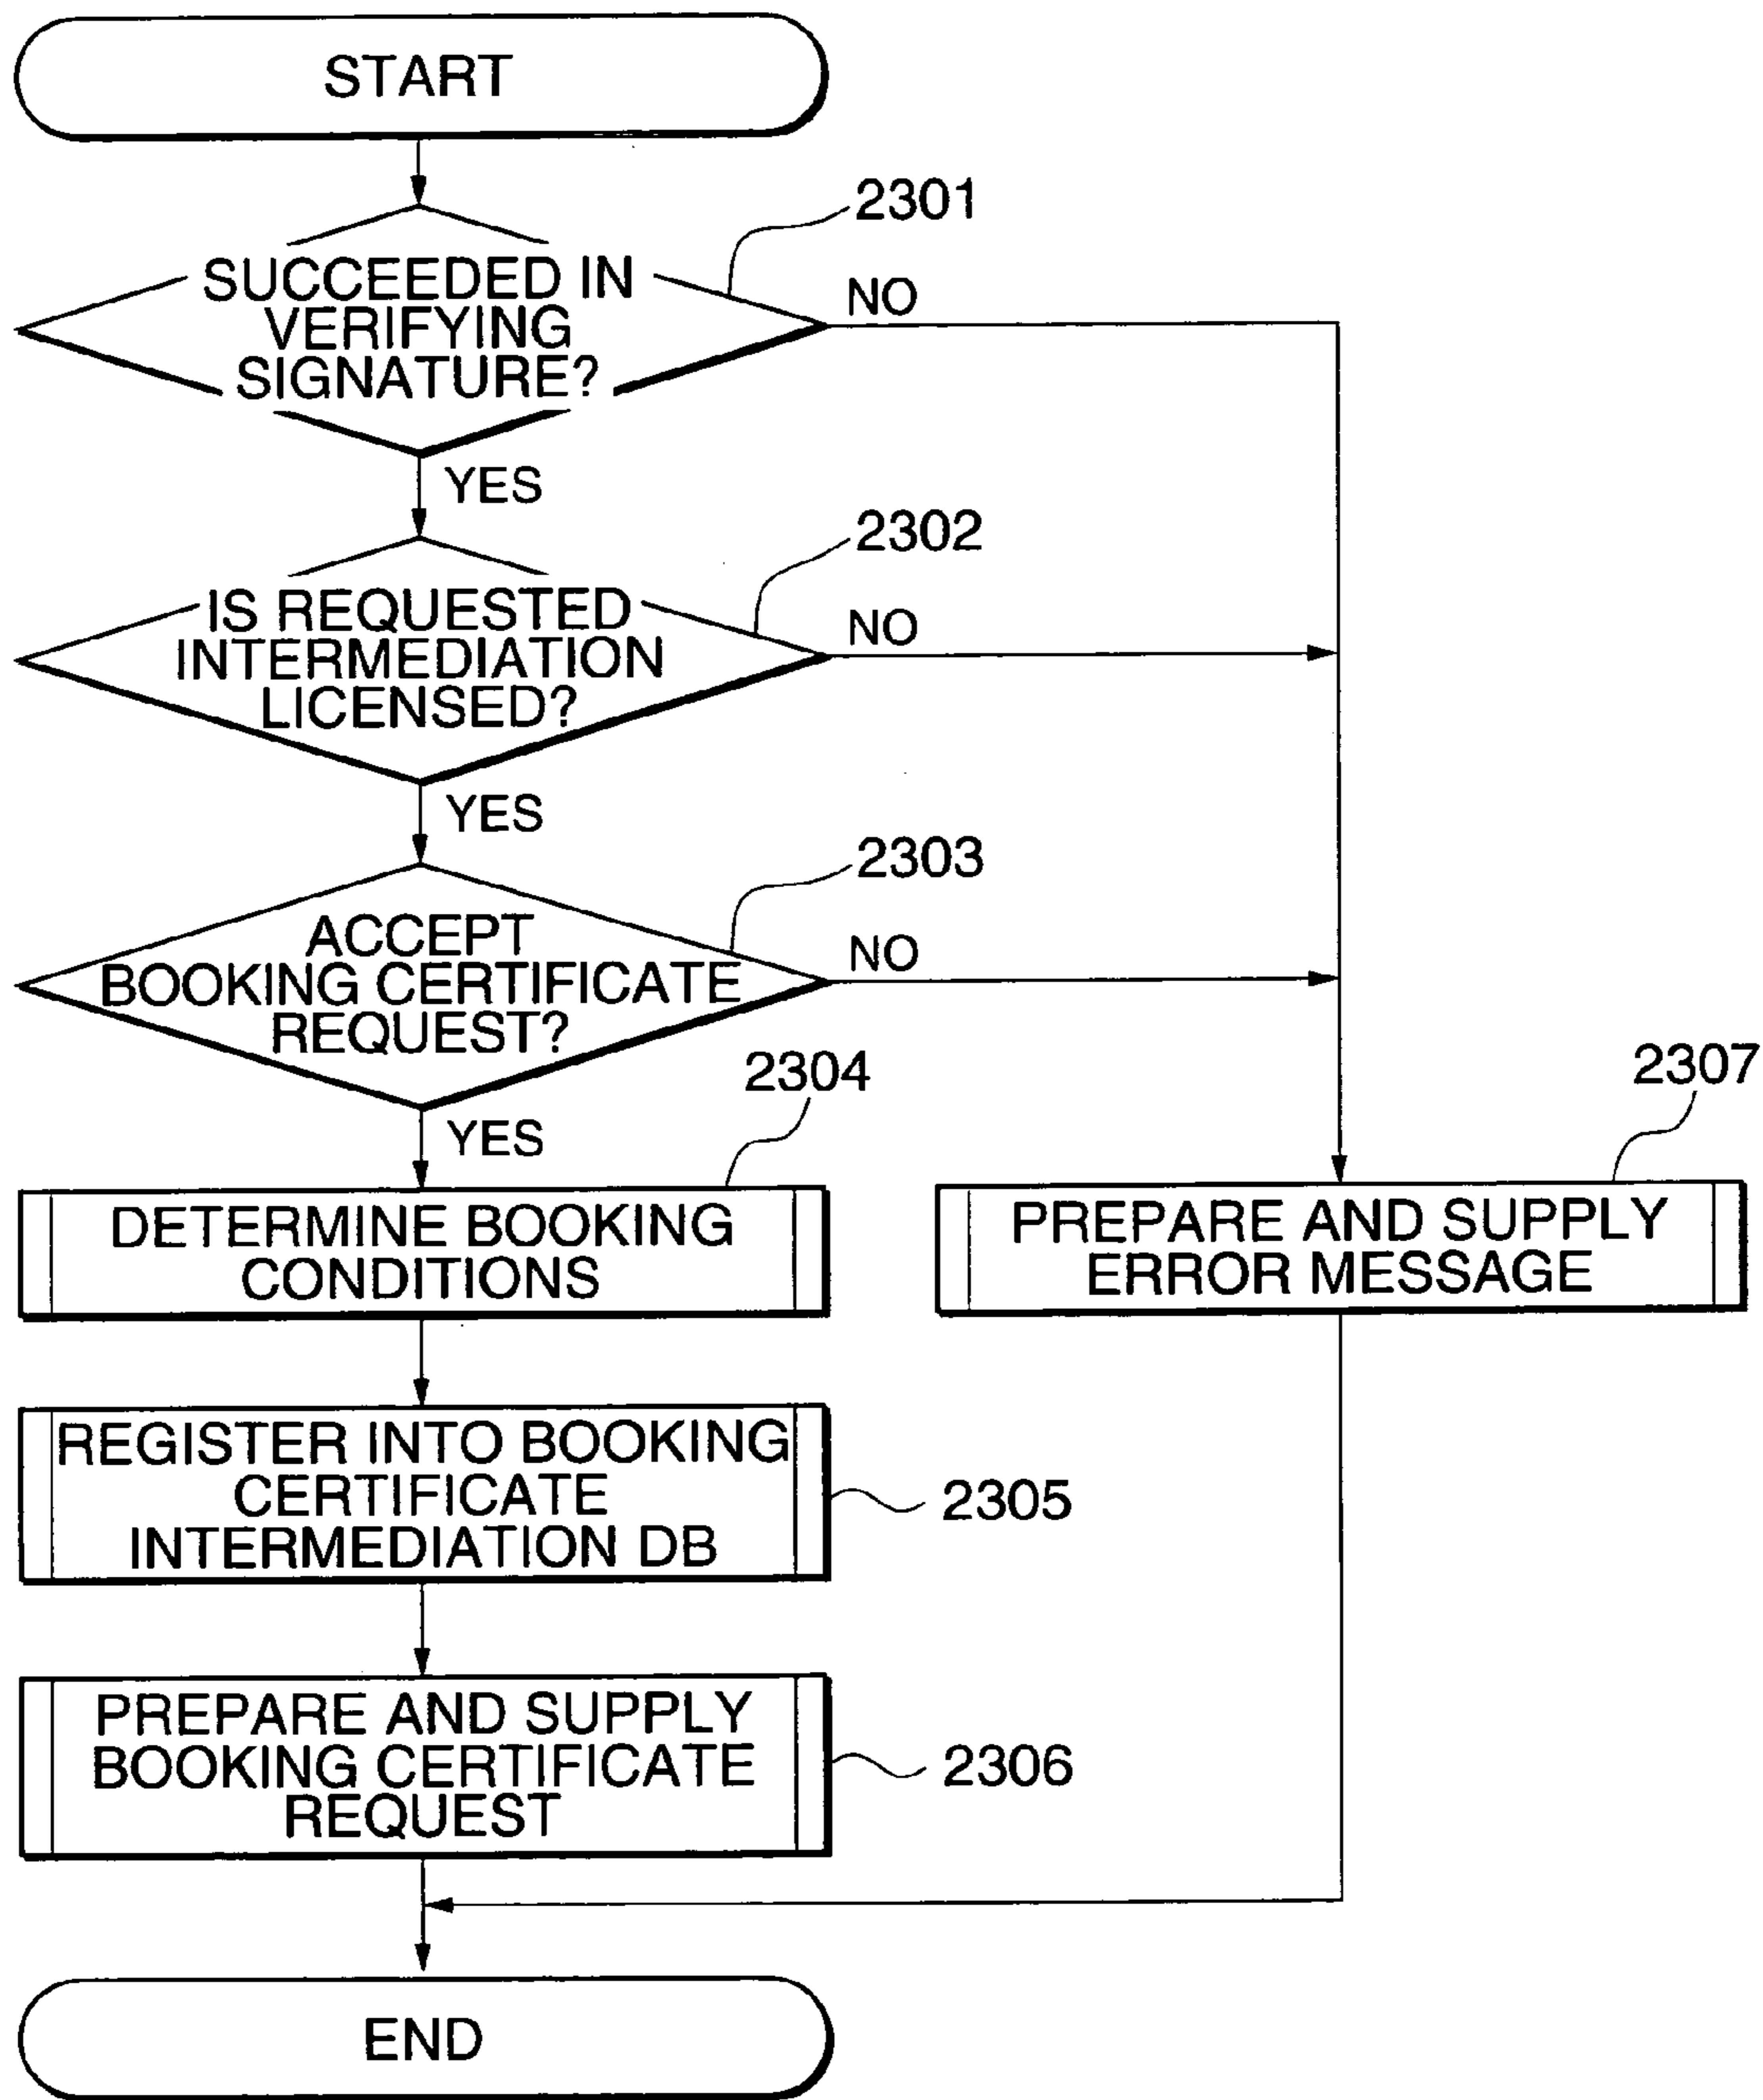 START
2301
SUCCEEDED IN
VERIFYING
SIGNATURE?
NO
YES
2302
IS REQUESTED
INTERMEDIATION
LICENSED?
NO
YES
2303
ACCEPT
BOOKING CERTIFICATE
REQUEST?
NO
YES
2304
DETERMINE BOOKING
CONDITIONS
2307
PREPARE AND SUPPLY
ERROR MESSAGE
REGISTER INTO BOOKING
CERTIFICATE
INTERMEDIATION DB
2305
PREPARE AND SUPPLY
BOOKING CERTIFICATE
REQUEST
2306
END